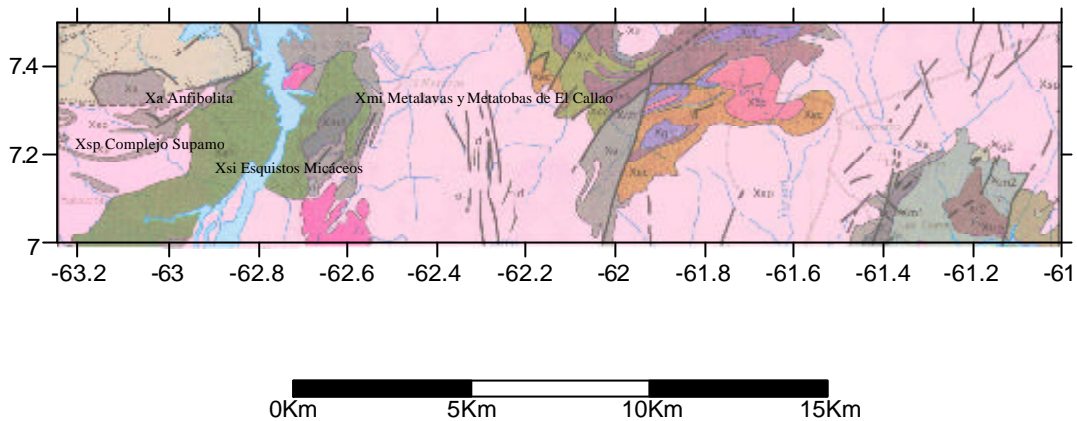 7.4
Xa Anfibolita
Xmi Metalavas y Metatobas de El Callao
Xsp Complejo Supamo
7.2
Xsi Esquistos Micáceos
7
-63.2 -63 -62.8 -62.6 -62.4 -62.2 -62 -61.8 -61.6 -61.4 -61.2 -61
0Km 5Km 10Km 15Km